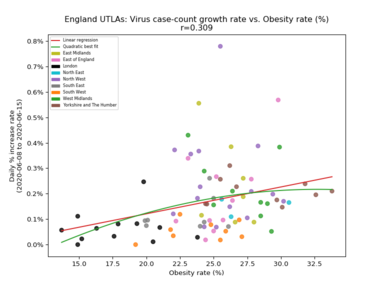 England UTLAs: Virus case-count growth rate vs. Obesity rate (%)
r=0.309
Linear regression
Quadratic best fit
East Midlands
East of England
London
North East
North West
South East
South West
West Midlands
Yorkshire and The Humber
0.8%
0.7%
0.6%
0.5%
0.4%
0.3%
0.2%
0.1%
0.0%
Daily % increase rate
(2020-06-08 to 2020-06-15)
15.0 17.5 20.0 22.5 25.0 27.5 30.0 32.5
Obesity rate (%)